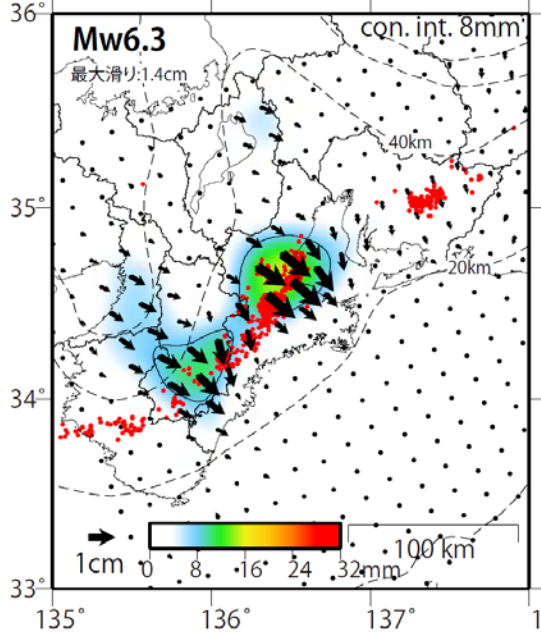 36°
Mw6.3
con. int. 8mm
最大滑り:1.4cm
40km
35°
20km
34°
1cm
0 8 16 24 32mm
100 km
33°
135° 136° 137° 1